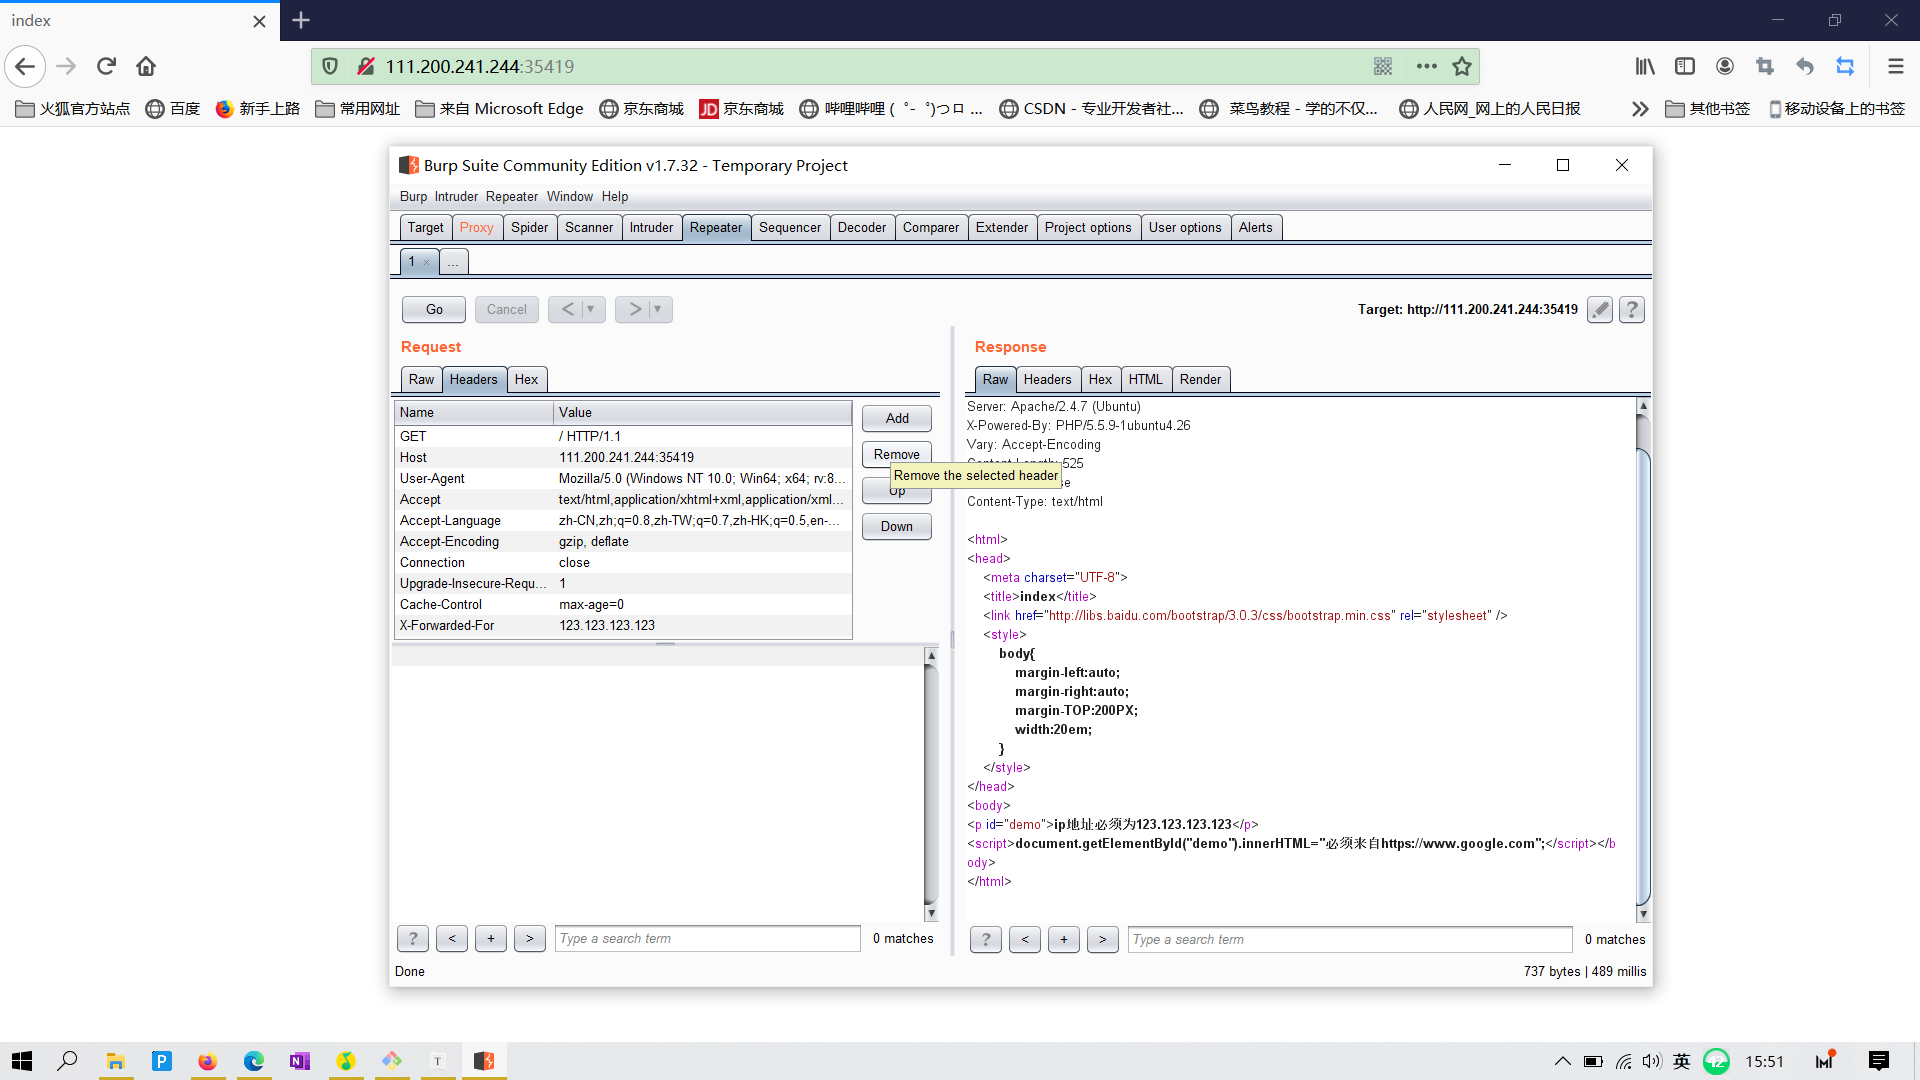 index
111.200.241.244:35419
火狐官方站点 百度 新手上路 常用网址 来自 Microsoft Edge 京东商城 JD 京东商城 哔哩哔哩 ( ゜- ゜)つロ ... CSDN - 专业开发者社... 菜鸟教程 - 学的不仅... 人民网_网上的人民日报 其他书签 移动设备上的书签
Burp Suite Community Edition v1.7.32 - Temporary Project
Burp Intruder Repeater Window Help
Target Proxy Spider Scanner Intruder Repeater Sequencer Decoder Comparer Extender Project options User options Alerts
1 × ...
Go Cancel < > Target: http://111.200.241.244:35419 ?
Request
Raw Headers Hex
Name Value
GET / HTTP/1.1
Host 111.200.241.244:35419
User-Agent Mozilla/5.0 (Windows NT 10.0; Win64; x64; rv:8...
Accept text/html,application/xhtml+xml,application/xml...
Accept-Language zh-CN,zh;q=0.8,zh-TW;q=0.7,zh-HK;q=0.5,en-...
Accept-Encoding gzip, deflate
Connection close
Upgrade-Insecure-Requ... 1
Cache-Control max-age=0
X-Forwarded-For 123.123.123.123
Add
Remove
Remove the selected header
Up
Down
? < + > Type a search term 0 matches
Response
Raw Headers Hex HTML Render
Server: Apache/2.4.7 (Ubuntu)
X-Powered-By: PHP/5.5.9-1ubuntu4.26
Vary: Accept-Encoding
Content-Length: 525
se
Content-Type: text/html
<html>
<head>
<meta charset="UTF-8">
<title>index</title>
<link href="http://libs.baidu.com/bootstrap/3.0.3/css/bootstrap.min.css" rel="stylesheet" />
<style>
body{
margin-left:auto;
margin-right:auto;
margin-TOP:200PX;
width:20em;
}
</style>
</head>
<body>
<p id="demo">ip地址必须为123.123.123.123</p>
<script>document.getElementById("demo").innerHTML="必须来自https://www.google.com";</script></b
ody>
</html>
? < + > Type a search term 0 matches
Done 737 bytes | 489 millis
P N T 英 42 15:51